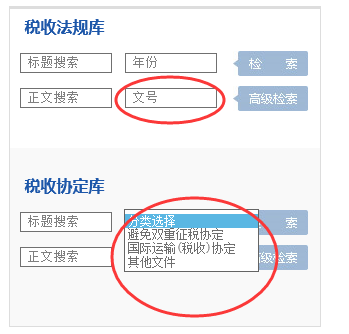 税收法规库
标题搜索 年份 检 索
正文搜索 文号 高级检索
税收协定库
标题搜索 分类选择 索
避免双重征税协定
国际运输(税收)协定
正文搜索 其他文件 高级检索